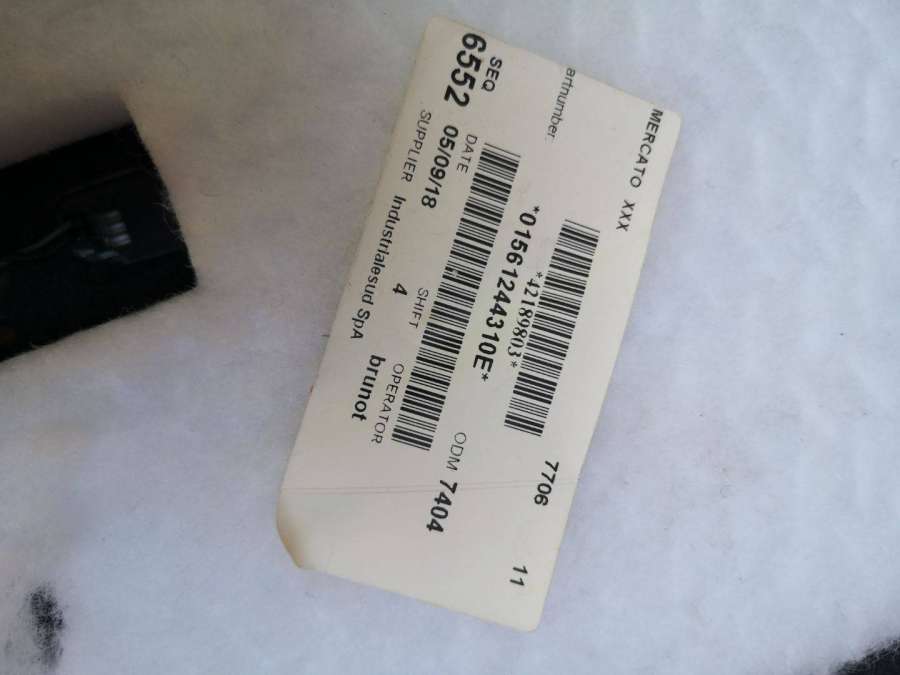 MERCATO XXX
artnumber:
*42189803*
7706
11
*01561244310E*
ODM 7404
SEQ
6552
DATE
05/09/18
SHIFT
4
OPERATOR
brunot
SUPPLIER Industrialesud SpA